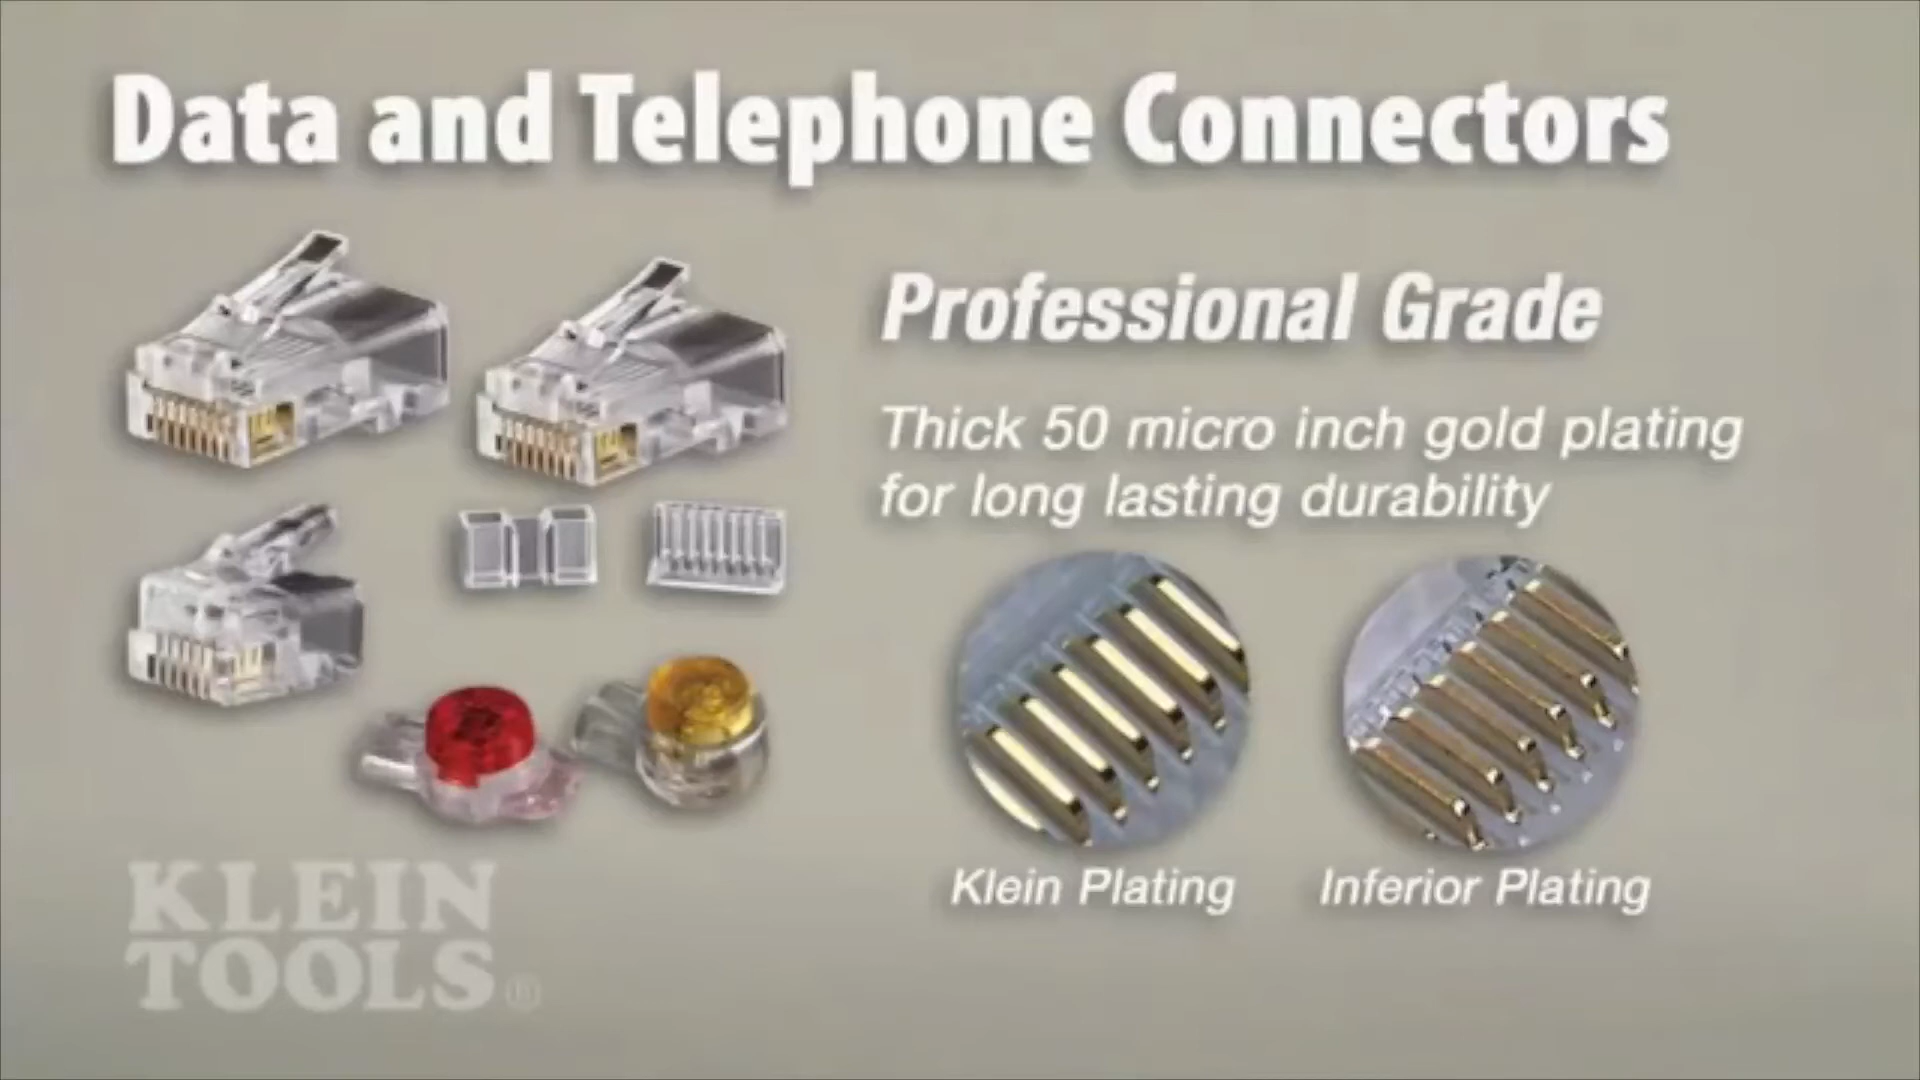 Data and Telephone Connectors
Professional Grade
Thick 50 micro inch gold plating
for long lasting durability
Klein Plating
Inferior Plating
KLEIN
TOOLS®